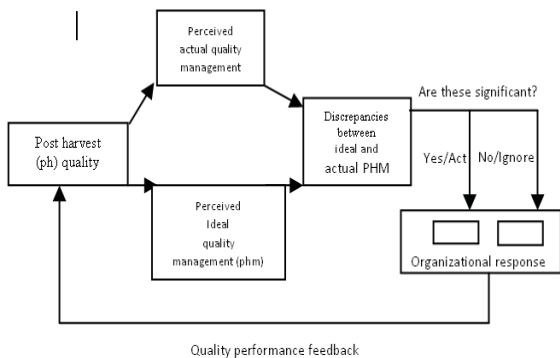 Perceived
actual quality
management
Are these significant?
Discrepancies
between
ideal and
actual PHM
Post harvest
(ph) quality
Yes/Act
No/Ignore
Perceived
Ideal
quality
management (phm)
Organizational response
Quality performance feedback